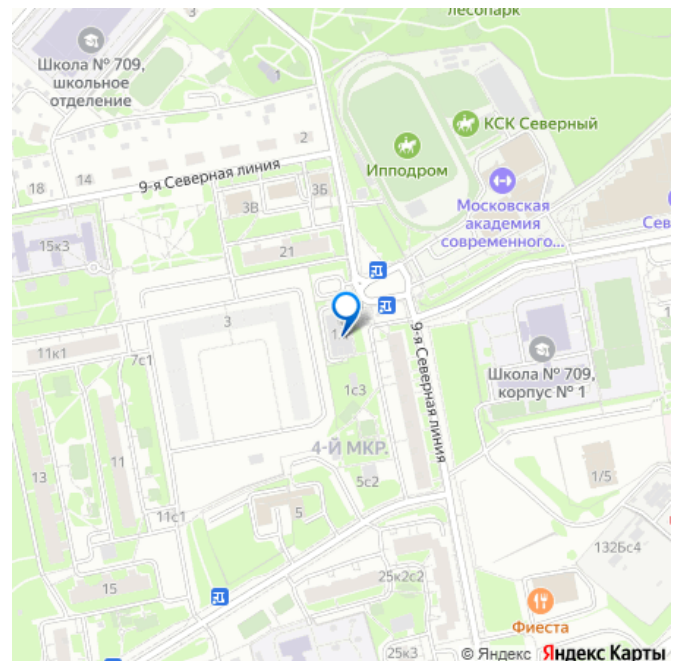 лесопарк
3
Школа № 709,
школьное
отделение
1
КСК Северный
2
Ипподром
14
18
9-я Северная линия
3Б
3В
Московская
академия
современного...
Сев
15к3
21
3
11к1
7с1
9-я Северная линия
Школа № 709,
корпус № 1
1с3
4-Й МКР.
13
11
5с2
1/5
11с1
5
132Бс4
15
25к2с2
Фиеста
25к3
© Яндекс Яндекс Карты